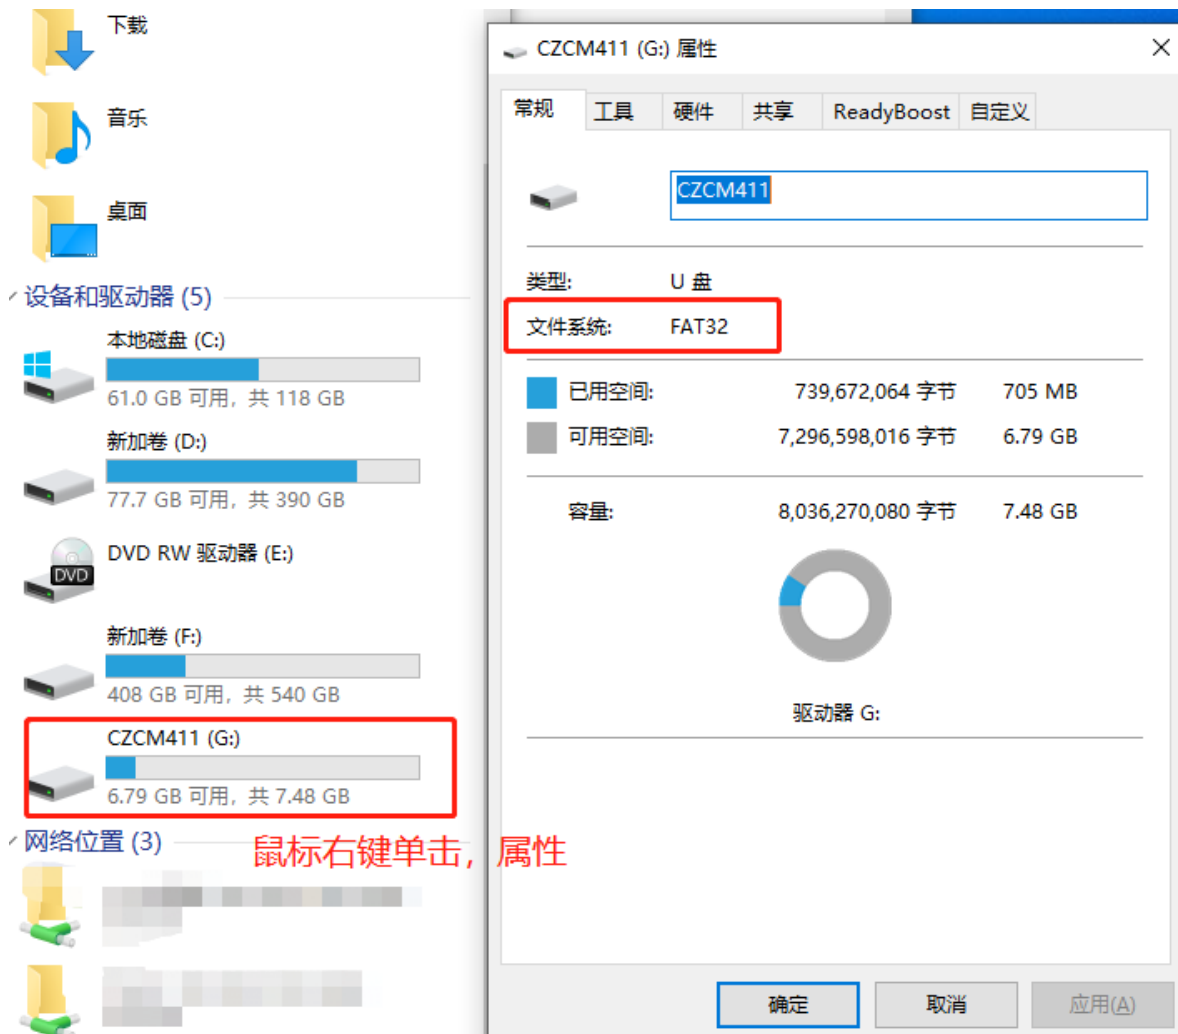 下载
音乐
桌面
设备和驱动器 (5)
本地磁盘 (C:)
61.0 GB 可用，共 118 GB
新加卷 (D:)
77.7 GB 可用，共 390 GB
DVD RW 驱动器 (E:)
DVD
新加卷 (F:)
408 GB 可用，共 540 GB
CZCM411 (G:)
6.79 GB 可用，共 7.48 GB
网络位置 (3)
鼠标右键单击，属性
CZCM411 (G:) 属性
常规 工具 硬件 共享 ReadyBoost 自定义
CZCM411
类型: U 盘
文件系统: FAT32
已用空间: 739,672,064 字节 705 MB
可用空间: 7,296,598,016 字节 6.79 GB
容量: 8,036,270,080 字节 7.48 GB
驱动器 G:
确定 取消 应用(A)